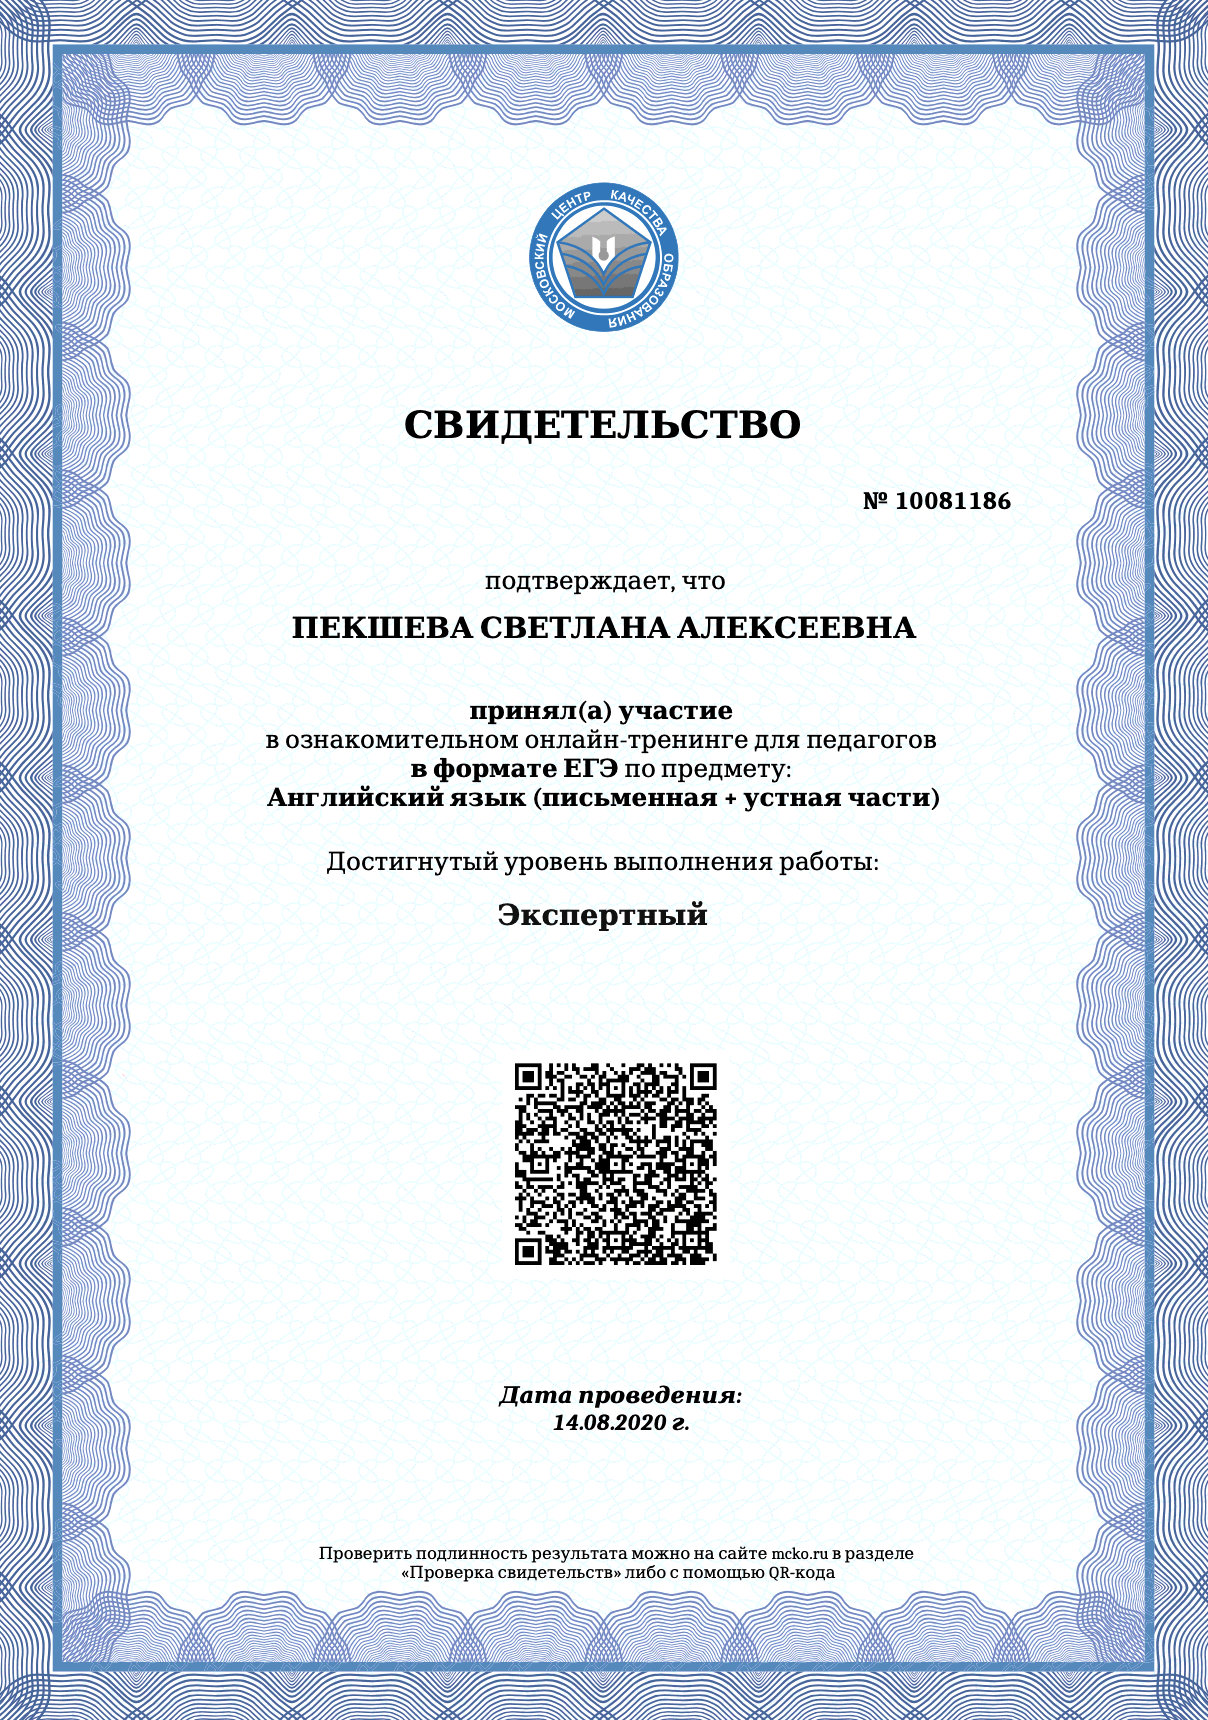 МОСКОВСКИЙ ЦЕНТР КАЧЕСТВА ОБРАЗОВАНИЯ
СВИДЕТЕЛЬСТВО
№ 10081186
подтверждает, что
ПЕКШЕВА СВЕТЛАНА АЛЕКСЕЕВНА
принял(а) участие
в ознакомительном онлайн-тренинге для педагогов
в формате ЕГЭ по предмету:
Английский язык (письменная + устная части)
Достигнутый уровень выполнения работы:
Экспертный
Дата проведения:
14.08.2020 г.
Проверить подлинность результата можно на сайте mcko.ru в разделе
«Проверка свидетельств» либо с помощью QR-кода